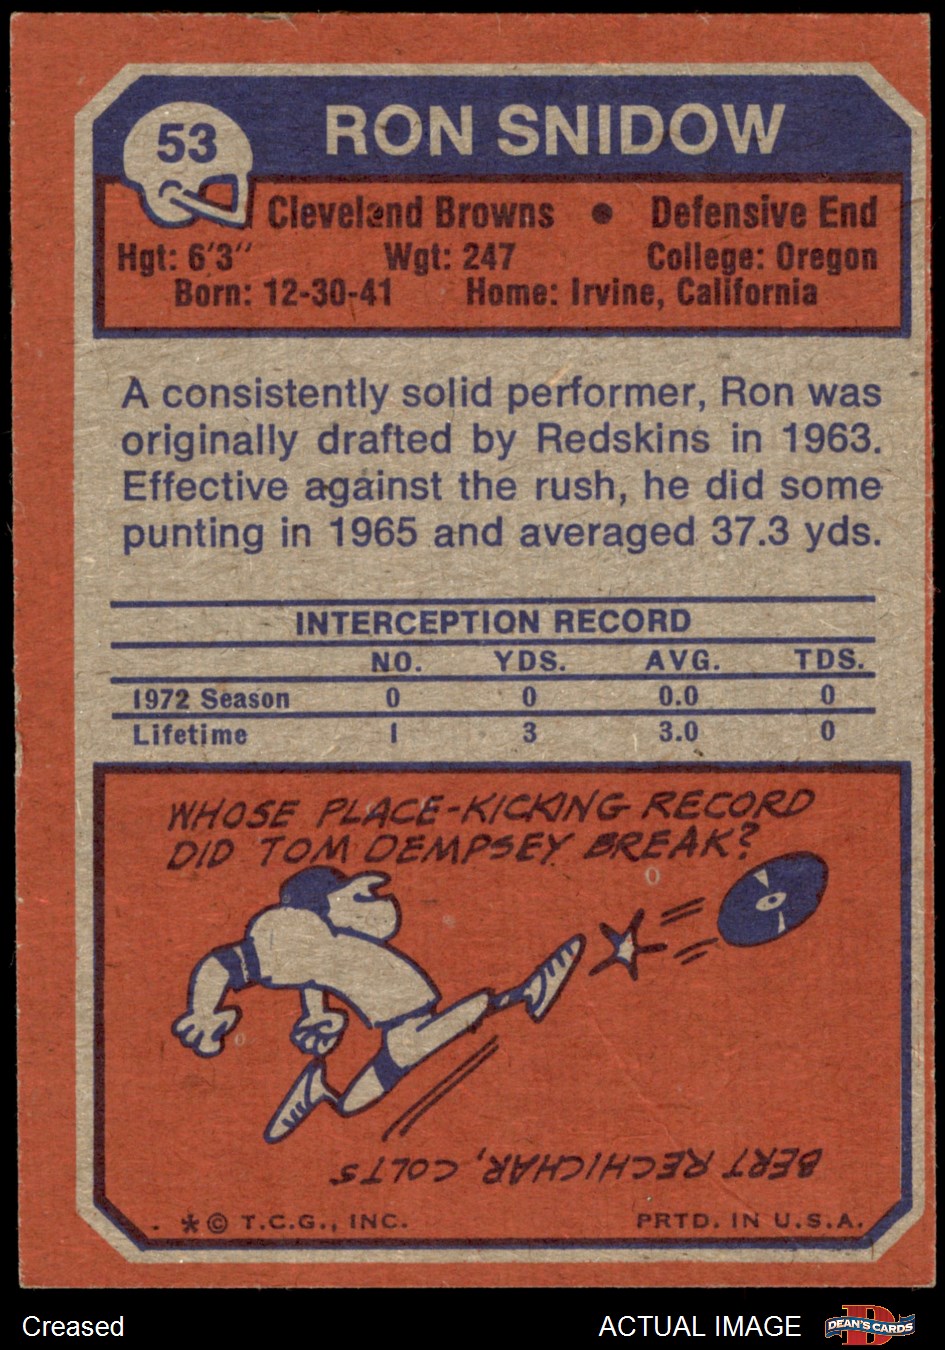 53
RON SNIDOW
Cleveland Browns • Defensive End
Hgt: 6'3" Wgt: 247 College: Oregon
Born: 12-30-41 Home: Irvine, California
A consistently solid performer, Ron was
originally drafted by Redskins in 1963.
Effective against the rush, he did some
punting in 1965 and averaged 37.3 yds.
INTERCEPTION RECORD
NO. YDS. AVG. TDS.
1972 Season 0 0 0.0 0
Lifetime 1 3 3.0 0
WHOSE PLACE-KICKING RECORD
DID TOM DEMPSEY BREAK?
BERT RECHICHAR, COLTS
* © T.C.G., INC. PRTD. IN U.S.A.
Creased ACTUAL IMAGE DEAN'S CARDS